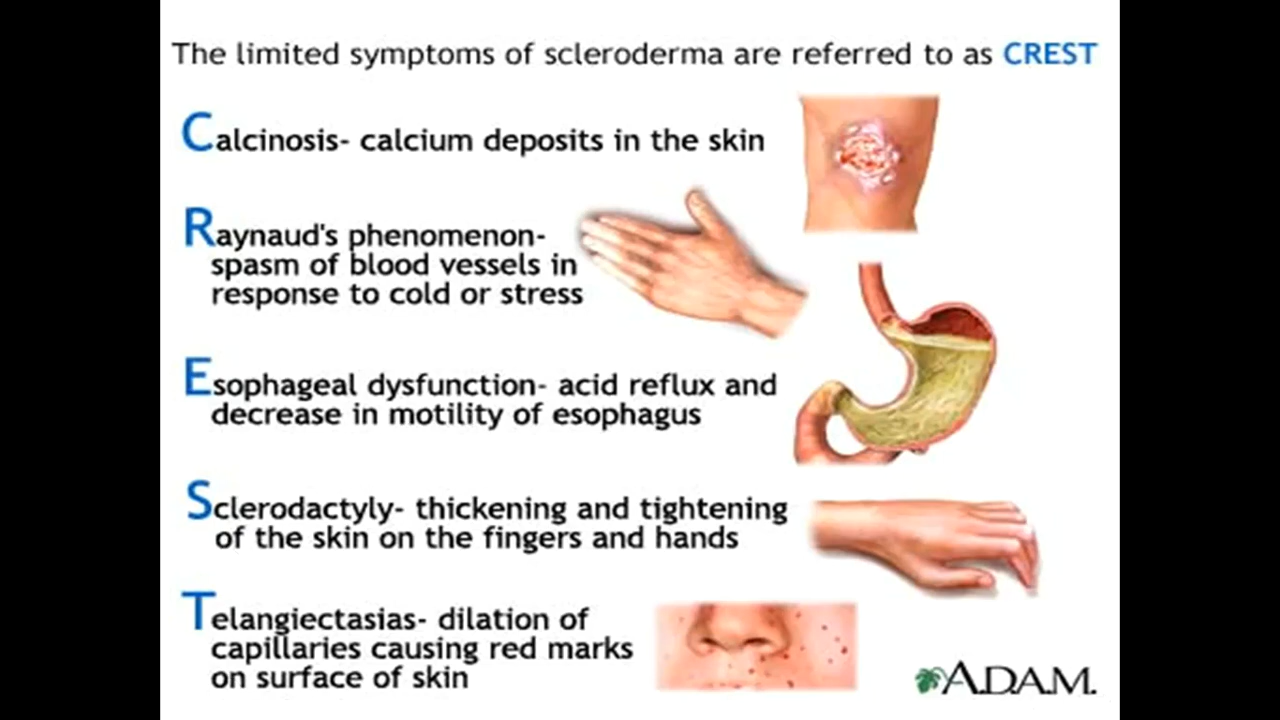 The limited symptoms of scleroderma are referred to as CREST
Calcinosis- calcium deposits in the skin
Raynaud's phenomenon-
spasm of blood vessels in
response to cold or stress
Esophageal dysfunction- acid reflux and
decrease in motility of esophagus
Sclerodactyly- thickening and tightening
of the skin on the fingers and hands
Telangiectasias- dilation of
capillaries causing red marks
on surface of skin
A.D.A.M.